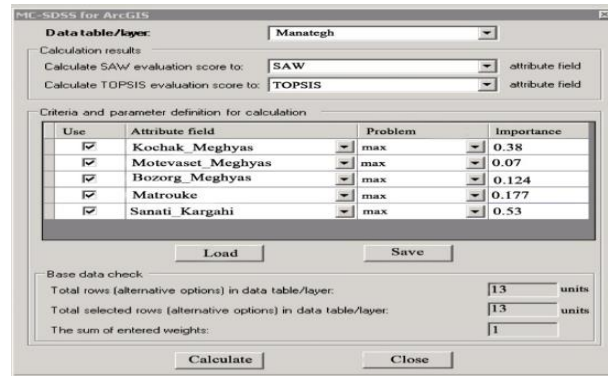 MC-SDSS for ArcGIS
Data table/layer: Manategh
Calculation results
Calculate SAW evaluation score to: SAW attribute field
Calculate TOPSIS evaluation score to: TOPSIS attribute field
Criteria and parameter definition for calculation
Use Attribute field Problem Importance
Kochak_Meghyas max 0.38
Motevaset_Meghyas max 0.07
Bozorg_Meghyas max 0.124
Matrouke max 0.177
Sanati_Kargahi max 0.53
Load Save
Base data check
Total rows (alternative options) in data table/layer: 13 units
Total selected rows (alternative options) in data table/layer: 13 units
The sum of entered weights: 1
Calculate Close